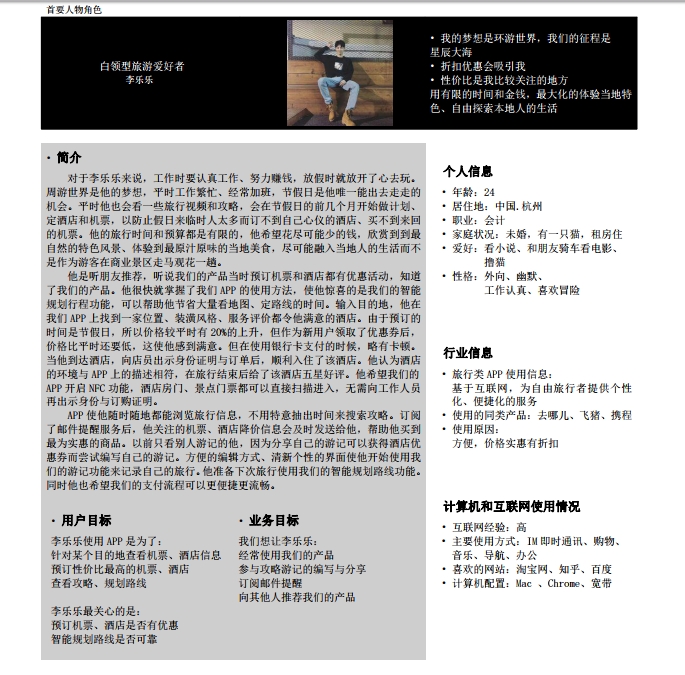 首要人物角色
白领型旅游爱好者
李乐乐
· 我的梦想是环游世界，我们的征程是
星辰大海
· 折扣优惠会吸引我
· 性价比是我比较关注的地方
用有限的时间和金钱，最大化的体验当地特
色、自由探索本地人的生活
· 简介
对于李乐乐来说，工作时要认真工作、努力赚钱，放假时就放开了心去玩。
周游世界是他的梦想，平时工作繁忙、经常加班，节假日是他唯一能出去走走的
机会。平时他也会看一些旅行视频和攻略，会在节假日的前几个月开始做计划、
定酒店和机票，以防止假日来临时人太多而订不到自己心仪的酒店、买不到来回
的机票。他的旅行时间和预算都是有限的，他希望花尽可能少的钱，欣赏到到最
自然的特色风景、体验到最原汁原味的当地美食，尽可能融入当地人的生活而不
是作为游客在商业景区走马观花一趟。
他是听朋友推荐，听说我们的产品当时预订机票和酒店都有优惠活动，知道
了我们的产品。他很快就掌握了我们 APP 的使用方法，使他惊喜的是我们的智能
规划行程功能，可以帮助他节省大量看地图、定路线的时间。输入目的地，他在
我们 APP 上找到一家位置、装潢风格、服务评价都令他满意的酒店。由于预订的
时间是节假日，所以价格较平时有 20%的上升，但作为新用户领取了优惠券后，
价格比平时还要低，这使他感到满意。但在使用银行卡支付的时候，略有卡顿。
当他到达酒店，向店员出示身份证明与订单后，顺利入住了该酒店。他认为酒店
的环境与 APP 上的描述相符，在旅行结束后给了该酒店五星好评。他希望我们的
APP 开启 NFC 功能，酒店房门、景点门票都可以直接扫描进入，无需向工作人员
再出示身份与订购证明。
APP 使他随时随地都能浏览旅行信息，不用特意抽出时间来搜索攻略。订阅
了邮件提醒服务后，他关注的机票、酒店降价信息会及时发送给他，帮助他买到
最为实惠的商品。以前只看别人游记的他，因为分享自己的游记可以获得酒店优
惠券而尝试编写自己的游记。方便的编辑方式、清新个性的界面使他开始使用我
们的游记功能来记录自己的旅行。他准备下次旅行使用我们的智能规划路线功能。
同时他也希望我们的支付流程可以更便捷更流畅。
· 用户目标
李乐乐使用 APP 是为了：
针对某个目的地查看机票、酒店信息
预订性价比最高的机票、酒店
查看攻略、规划路线
李乐乐最关心的是：
预订机票、酒店是否有优惠
智能规划路线是否可靠
· 业务目标
我们想让李乐乐：
经常使用我们的产品
参与攻略游记的编写与分享
订阅邮件提醒
向其他人推荐我们的产品
个人信息
· 年龄：24
· 居住地：中国.杭州
· 职业：会计
· 家庭状况：未婚，有一只猫，租房住
· 爱好：看小说、和朋友骑车看电影、
撸猫
· 性格：外向、幽默、
工作认真、喜欢冒险
行业信息
· 旅行类 APP 使用信息：
基于互联网，为自由旅行者提供个性
化、便捷化的服务
· 使用的同类产品：去哪儿、飞猪、携程
· 使用原因：
方便，价格实惠有折扣
计算机和互联网使用情况
· 互联网经验：高
· 主要使用方式：IM 即时通讯、购物、
音乐、导航、办公
· 喜欢的网站：淘宝网、知乎、百度
· 计算机配置：Mac 、Chrome、宽带